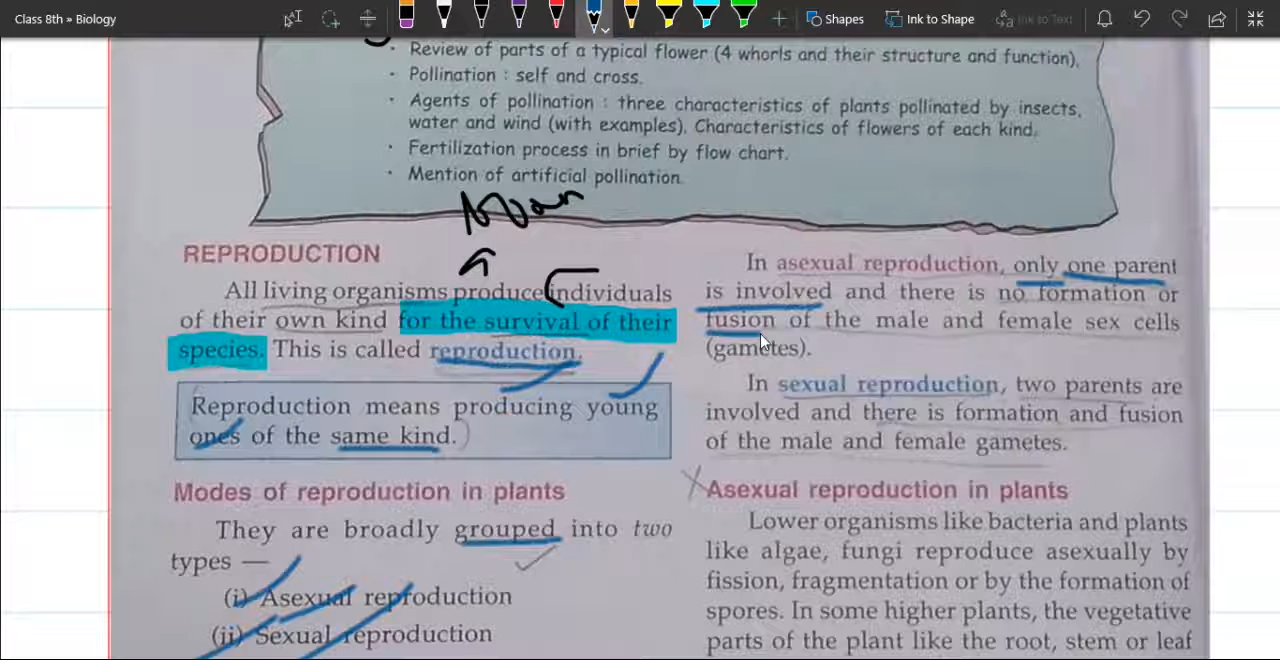 Class 8th » Biology
Shapes
Ink to Shape
Ink to Text
• Review of parts of a typical flower (4 whorls and their structure and function).
• Pollination : self and cross.
• Agents of pollination : three characteristics of plants pollinated by insects,
water and wind (with examples). Characteristics of flowers of each kind.
• Fertilization process in brief by flow chart.
• Mention of artificial pollination.
REPRODUCTION
All living organisms produce individuals
of their own kind for the survival of their
species. This is called reproduction.
Reproduction means producing young
ones of the same kind.
Modes of reproduction in plants
They are broadly grouped into two
types —
(i) Asexual reproduction
(ii) Sexual reproduction
In asexual reproduction, only one parent
is involved and there is no formation or
fusion of the male and female sex cells
(gametes).
In sexual reproduction, two parents are
involved and there is formation and fusion
of the male and female gametes.
Asexual reproduction in plants
Lower organisms like bacteria and plants
like algae, fungi reproduce asexually by
fission, fragmentation or by the formation of
spores. In some higher plants, the vegetative
parts of the plant like the root, stem or leaf